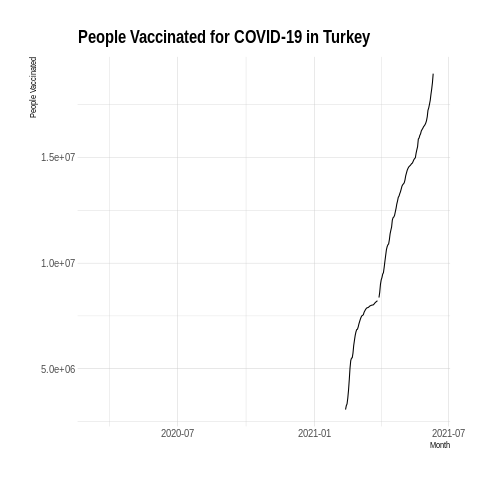 People Vaccinated for COVID-19 in Turkey
People Vaccinated
1.5e+07
1.0e+07
5.0e+06
2020-07
2021-01
2021-07
Month